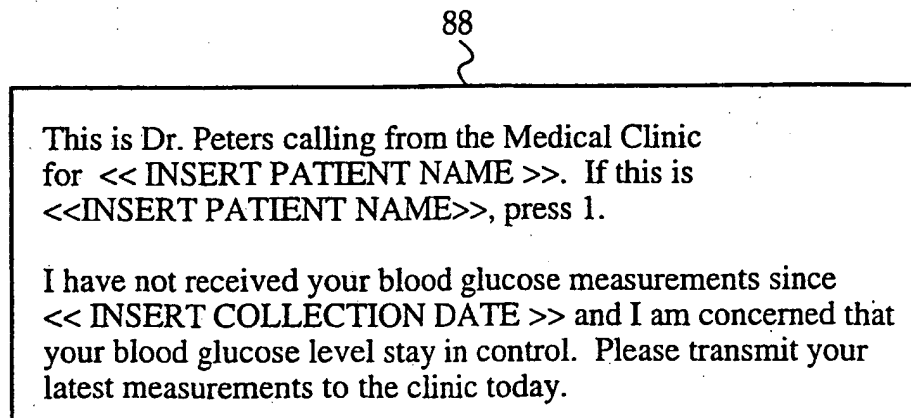 88
This is Dr. Peters calling from the Medical Clinic
for << INSERT PATIENT NAME >>. If this is
<<INSERT PATIENT NAME>>, press 1.
I have not received your blood glucose measurements since
<< INSERT COLLECTION DATE >> and I am concerned that
your blood glucose level stay in control. Please transmit your
latest measurements to the clinic today.